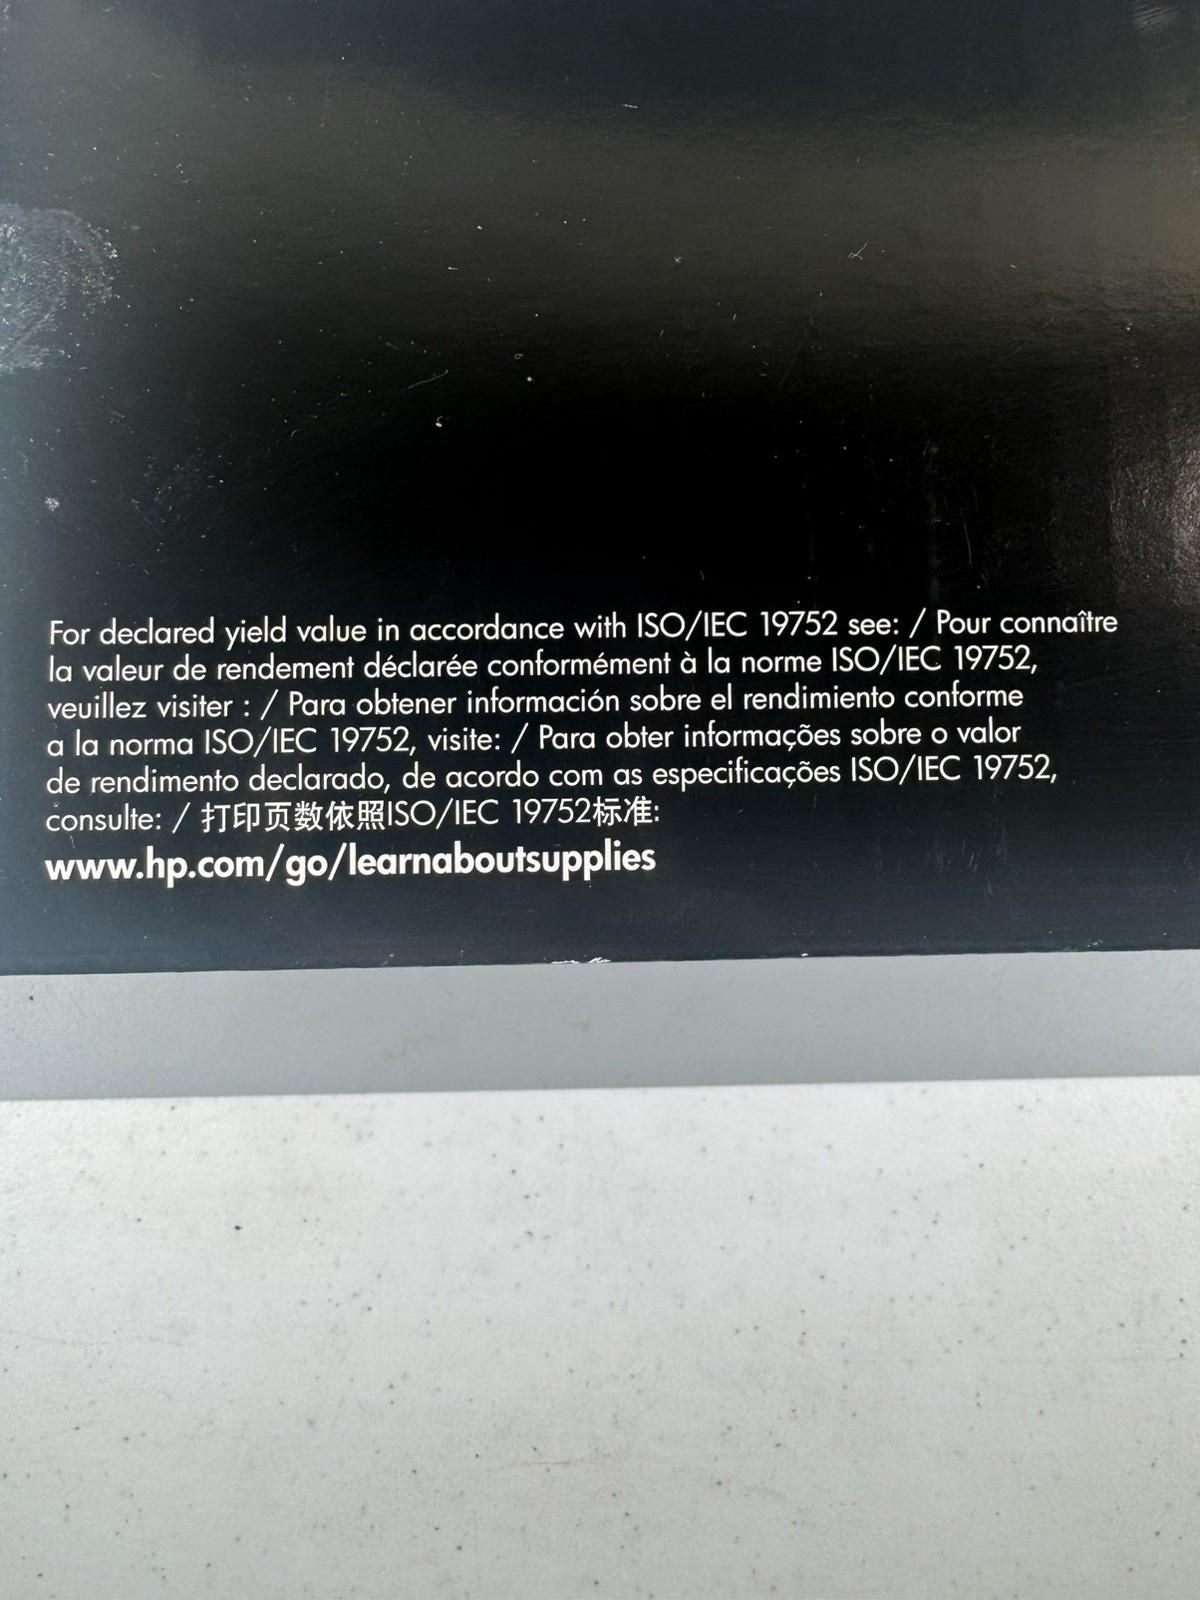 For declared yield value in accordance with ISO/IEC 19752 see: / Pour connaître
la valeur de rendement déclarée conformément à la norme ISO/IEC 19752,
veuillez visiter : / Para obtener información sobre el rendimiento conforme
a la norma ISO/IEC 19752, visite: / Para obter informações sobre o valor
de rendimento declarado, de acordo com as especificações ISO/IEC 19752,
consulte: / 打印页数依照ISO/IEC 19752标准:
www.hp.com/go/learnaboutsupplies